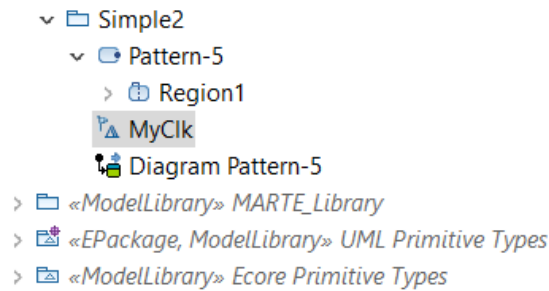 Simple2
Pattern-5
Region1
MyClk
Diagram Pattern-5
«ModelLibrary» MARTE_Library
«EPackage, ModelLibrary» UML Primitive Types
«ModelLibrary» Ecore Primitive Types